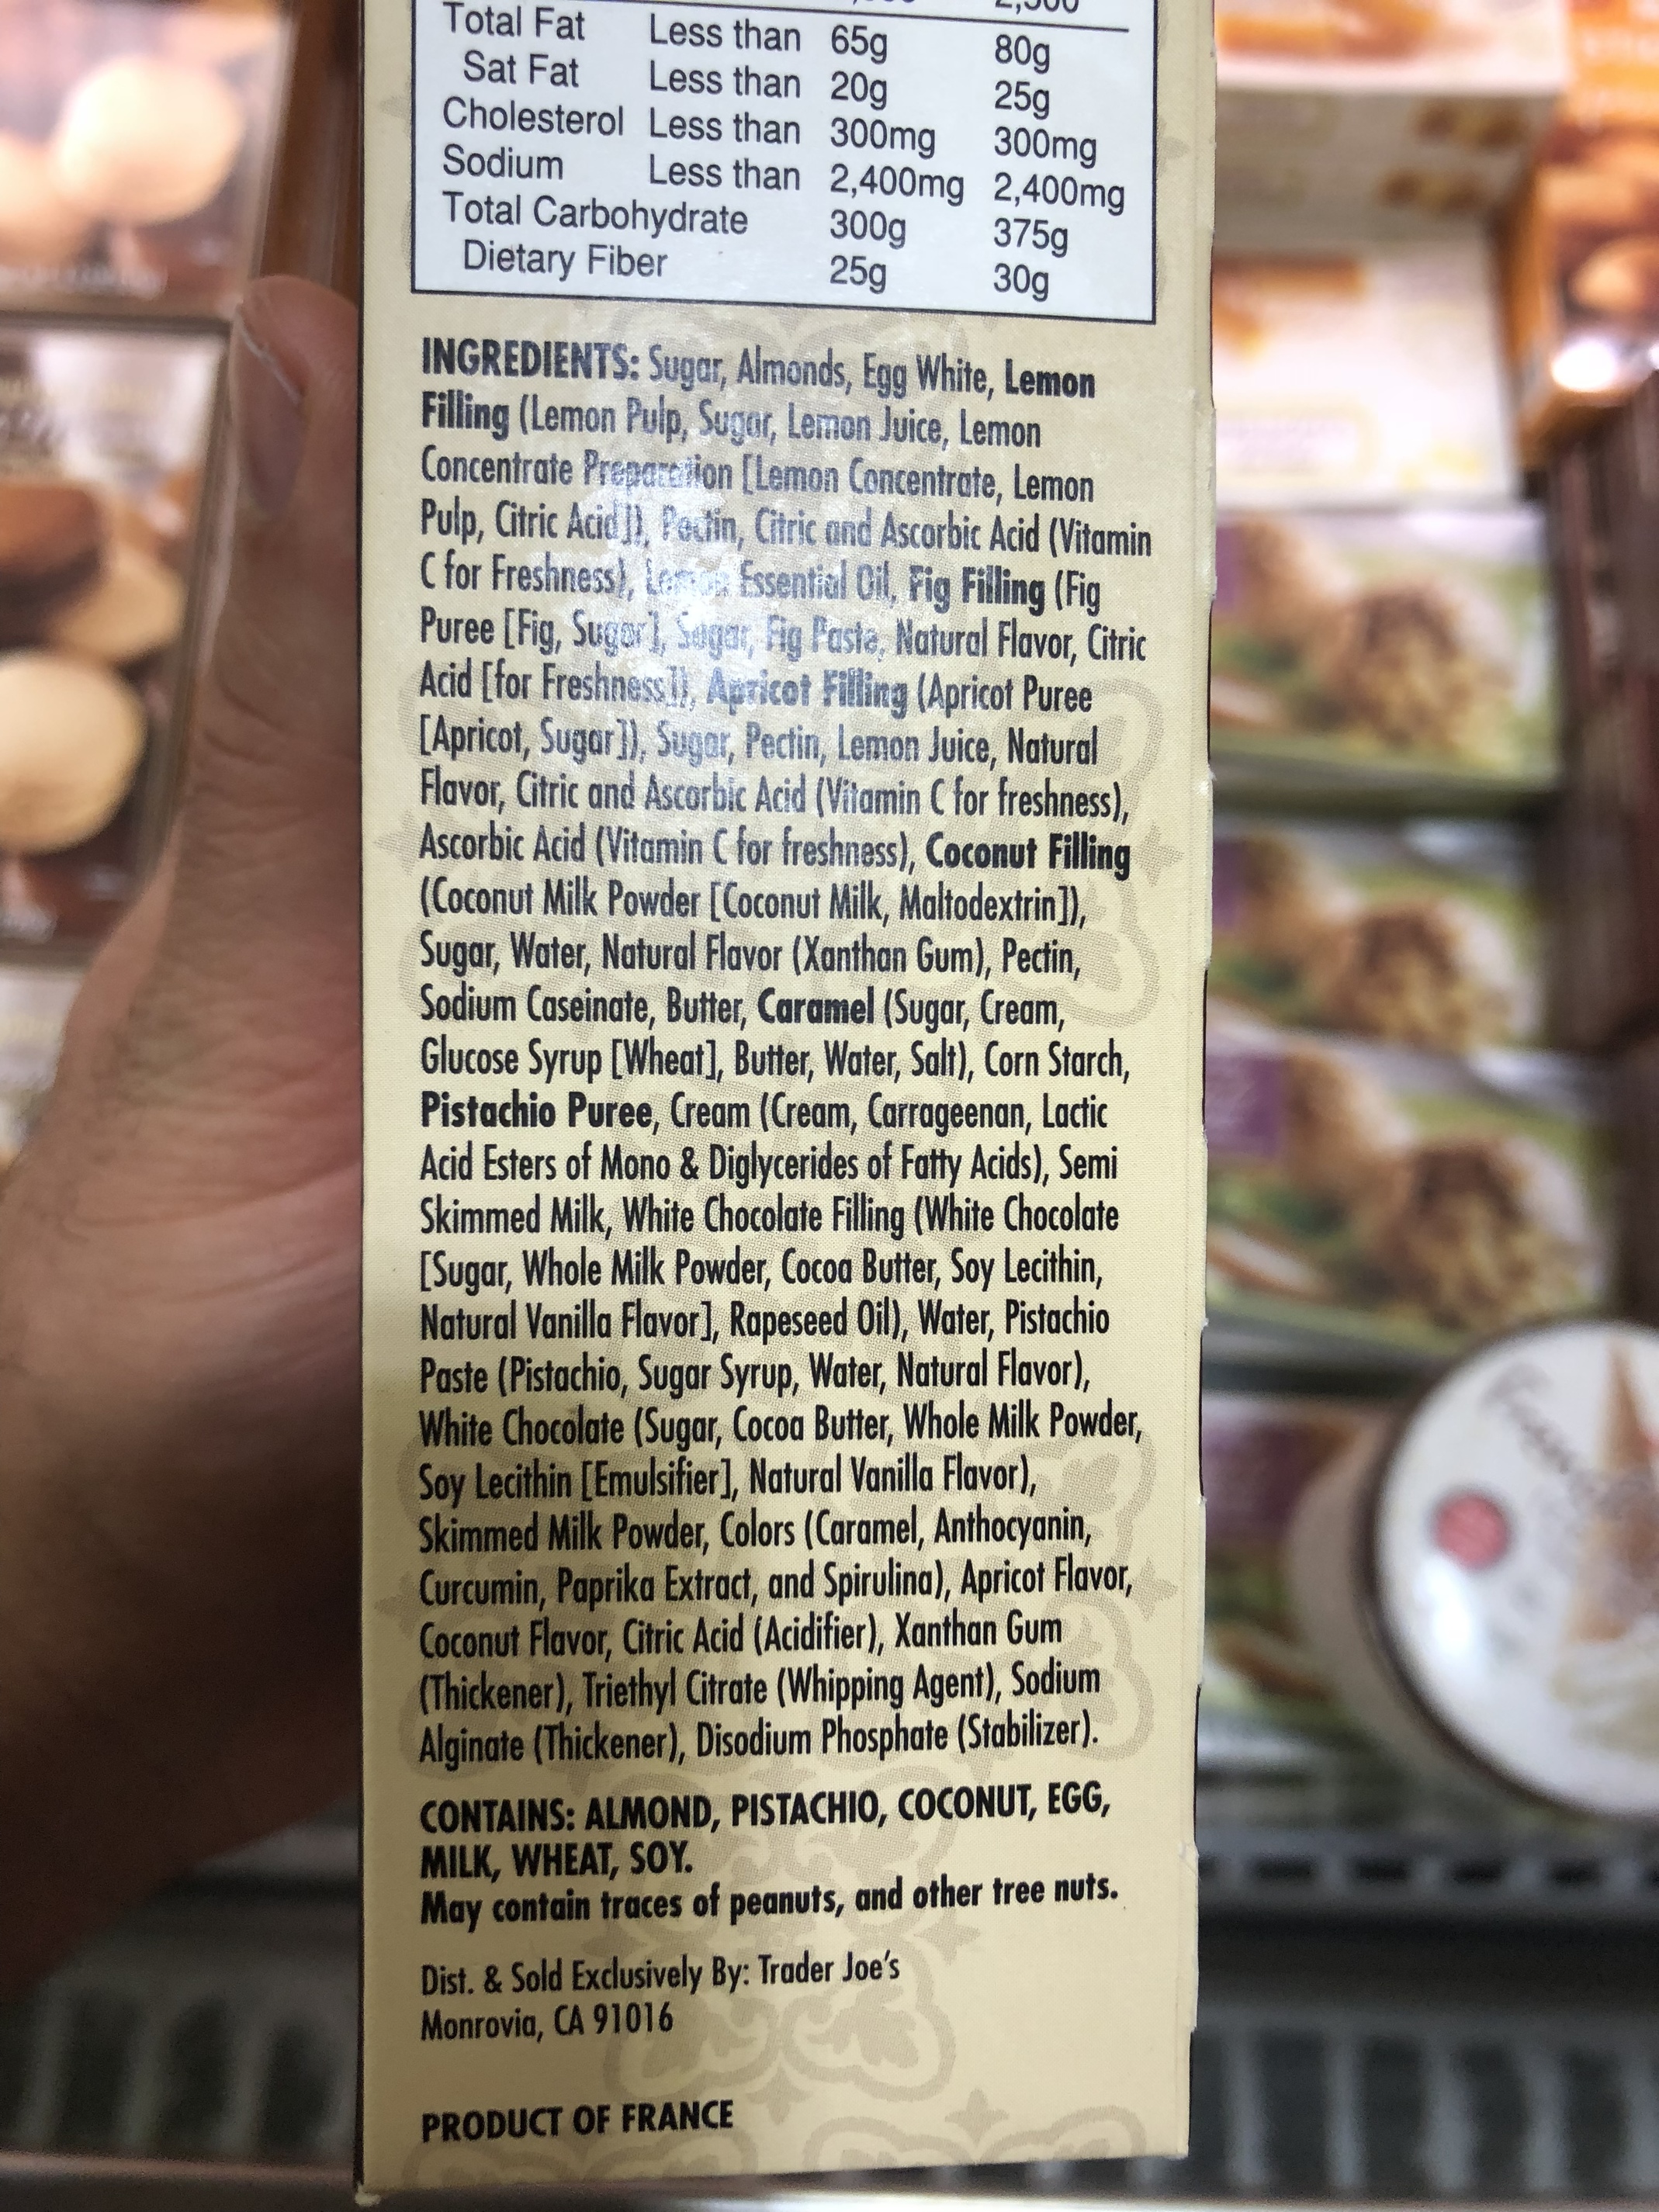 Total Fat Less than 65g 80g
Sat Fat Less than 20g 25g
Cholesterol Less than 300mg 300mg
Sodium Less than 2,400mg 2,400mg
Total Carbohydrate 300g 375g
Dietary Fiber 25g 30g
INGREDIENTS: Sugar, Almonds, Egg White, Lemon
Filling (Lemon Pulp, Sugar, Lemon Juice, Lemon
Concentrate Preparation [Lemon Concentrate, Lemon
Pulp, Citric Acid]), Pectin, Citric and Ascorbic Acid (Vitamin
C for Freshness), Lemon Essential Oil, Fig Filling (Fig
Puree [Fig, Sugar], Sugar, Fig Paste, Natural Flavor, Citric
Acid [for Freshness]), Apricot Filling (Apricot Puree
[Apricot, Sugar]), Sugar, Pectin, Lemon Juice, Natural
Flavor, Citric and Ascorbic Acid (Vitamin C for freshness),
Ascorbic Acid (Vitamin C for freshness), Coconut Filling
(Coconut Milk Powder [Coconut Milk, Maltodextrin]),
Sugar, Water, Natural Flavor (Xanthan Gum), Pectin,
Sodium Caseinate, Butter, Caramel (Sugar, Cream,
Glucose Syrup [Wheat], Butter, Water, Salt), Corn Starch,
Pistachio Puree, Cream (Cream, Carrageenan, Lactic
Acid Esters of Mono & Diglycerides of Fatty Acids), Semi
Skimmed Milk, White Chocolate Filling (White Chocolate
[Sugar, Whole Milk Powder, Cocoa Butter, Soy Lecithin,
Natural Vanilla Flavor], Rapeseed Oil), Water, Pistachio
Paste (Pistachio, Sugar Syrup, Water, Natural Flavor),
White Chocolate (Sugar, Cocoa Butter, Whole Milk Powder,
Soy Lecithin [Emulsifier], Natural Vanilla Flavor),
Skimmed Milk Powder, Colors (Caramel, Anthocyanin,
Curcumin, Paprika Extract, and Spirulina), Apricot Flavor,
Coconut Flavor, Citric Acid (Acidifier), Xanthan Gum
(Thickener), Triethyl Citrate (Whipping Agent), Sodium
Alginate (Thickener), Disodium Phosphate (Stabilizer).
CONTAINS: ALMOND, PISTACHIO, COCONUT, EGG,
MILK, WHEAT, SOY.
May contain traces of peanuts, and other tree nuts.
Dist. & Sold Exclusively By: Trader Joe's
Monrovia, CA 91016
PRODUCT OF FRANCE